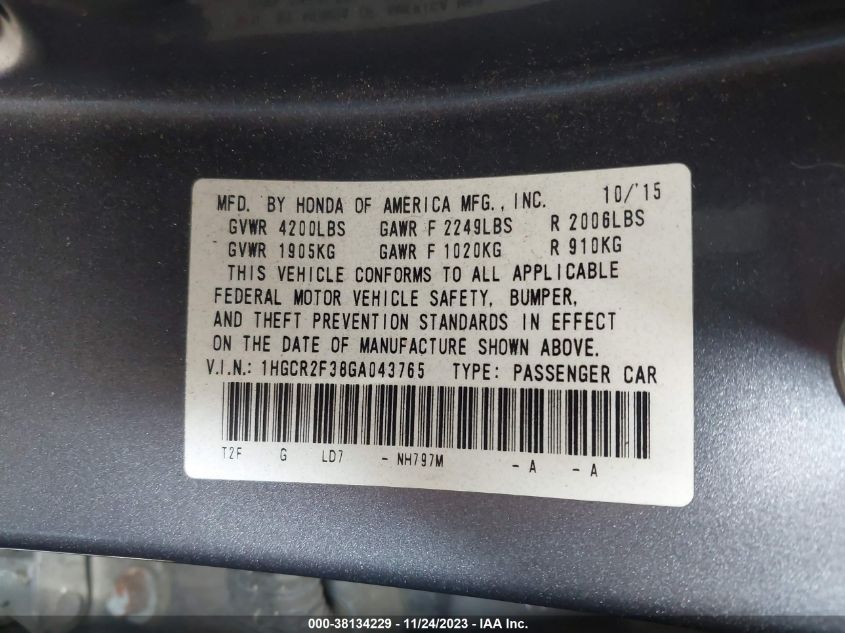 MFD. BY HONDA OF AMERICA MFG., INC. 10/'15
GVWR 4200LBS GAWR F 2249LBS R 2006LBS
GVWR 1905KG GAWR F 1020KG R 910KG
THIS VEHICLE CONFORMS TO ALL APPLICABLE
FEDERAL MOTOR VEHICLE SAFETY, BUMPER,
AND THEFT PREVENTION STANDARDS IN EFFECT
ON THE DATE OF MANUFACTURE SHOWN ABOVE.
V.I.N.: 1HGCR2F38GA043765 TYPE: PASSENGER CAR
T2F G LD7 - NH797M - A - A
000-38134229 - 11/24/2023 - IAA Inc.